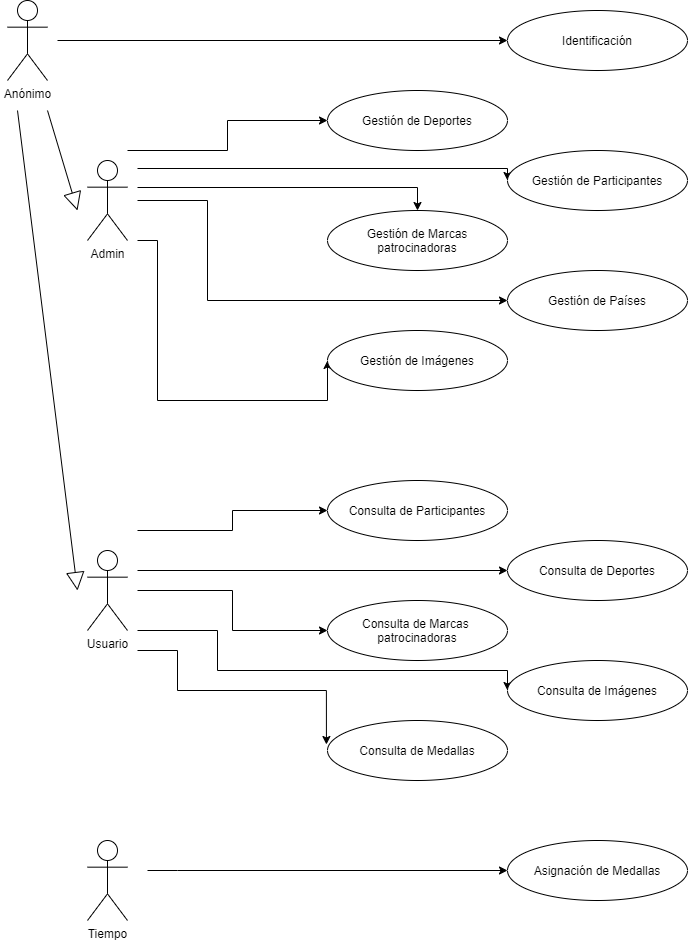 Identificación
Anónimo
Gestión de Deportes
Gestión de Participantes
Gestión de Marcas
patrocinadoras
Admin
Gestión de Países
Gestión de Imágenes
Consulta de Participantes
Consulta de Deportes
Consulta de Marcas
patrocinadoras
Usuario
Consulta de Imágenes
Consulta de Medallas
Asignación de Medallas
Tiempo